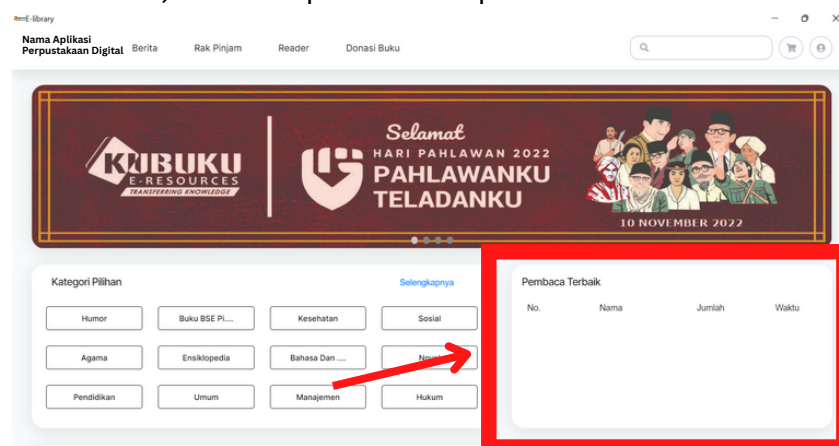 E-library
Nama Aplikasi
Perpustakaan Digital
Berita
Rak Pinjam
Reader
Donasi Buku
KUBUKU
E-RESOURCES
TRANSFERRING KNOWLEDGE
Selamat
HARI PAHLAWAN 2022
PAHLAWANKU
TELADANKU
10 NOVEMBER 2022
Kategori Pilihan
Selengkapnya
Humor
Buku BSE Pi....
Kesehatan
Sosial
Agama
Ensiklopedia
Bahasa Dan ....
Pendidikan
Umum
Manajemen
Hukum
Pembaca Terbaik
No.
Nama
Jumlah
Waktu